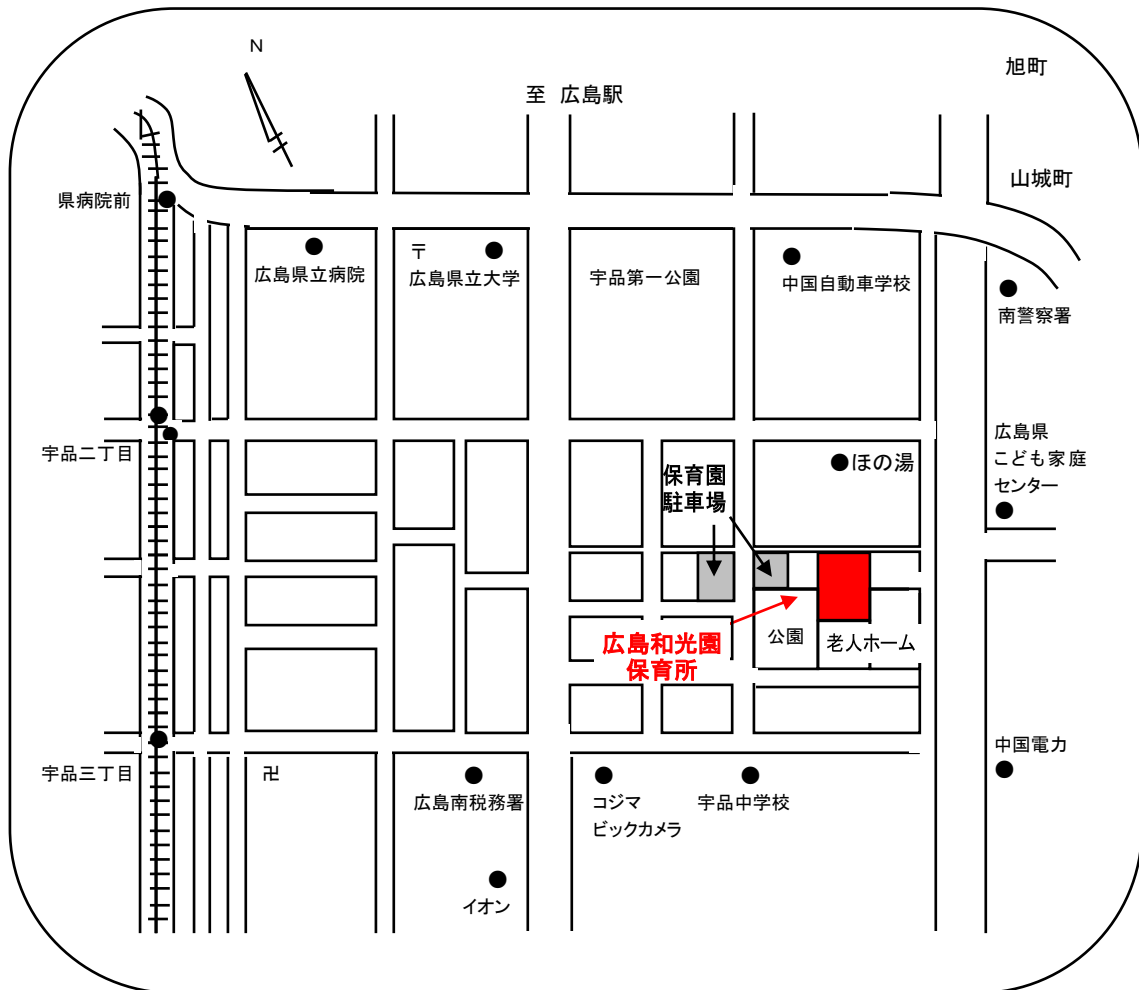 N
旭町
至 広島駅
山城町
県病院前
〒
広島県立病院
広島県立大学
宇品第一公園
中国自動車学校
南警察署
宇品二丁目
広島県
こども家庭
センター
保育園
駐車場
ほの湯
広島和光園
保育所
公園
老人ホーム
宇品三丁目
卍
広島南税務署
コジマ
ビックカメラ
宇品中学校
中国電力
イオン